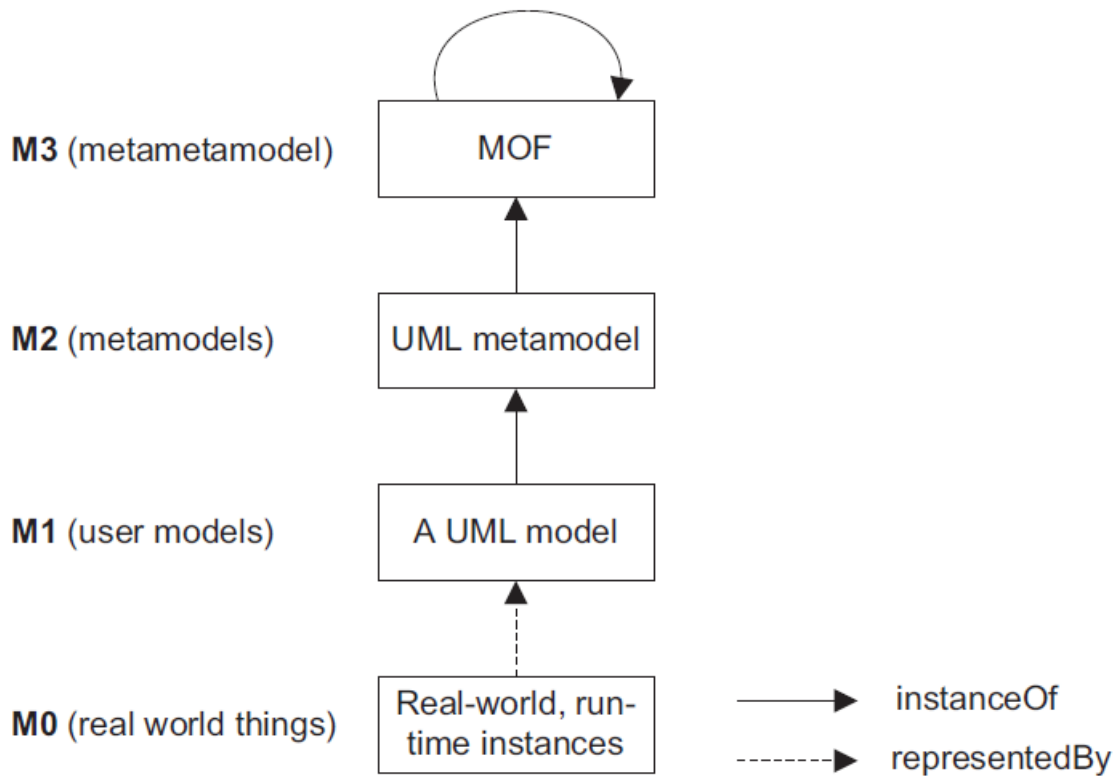 M3 (metametamodel)
MOF
M2 (metamodels)
UML metamodel
M1 (user models)
A UML model
M0 (real world things)
Real-world, run-
time instances
instanceOf
representedBy